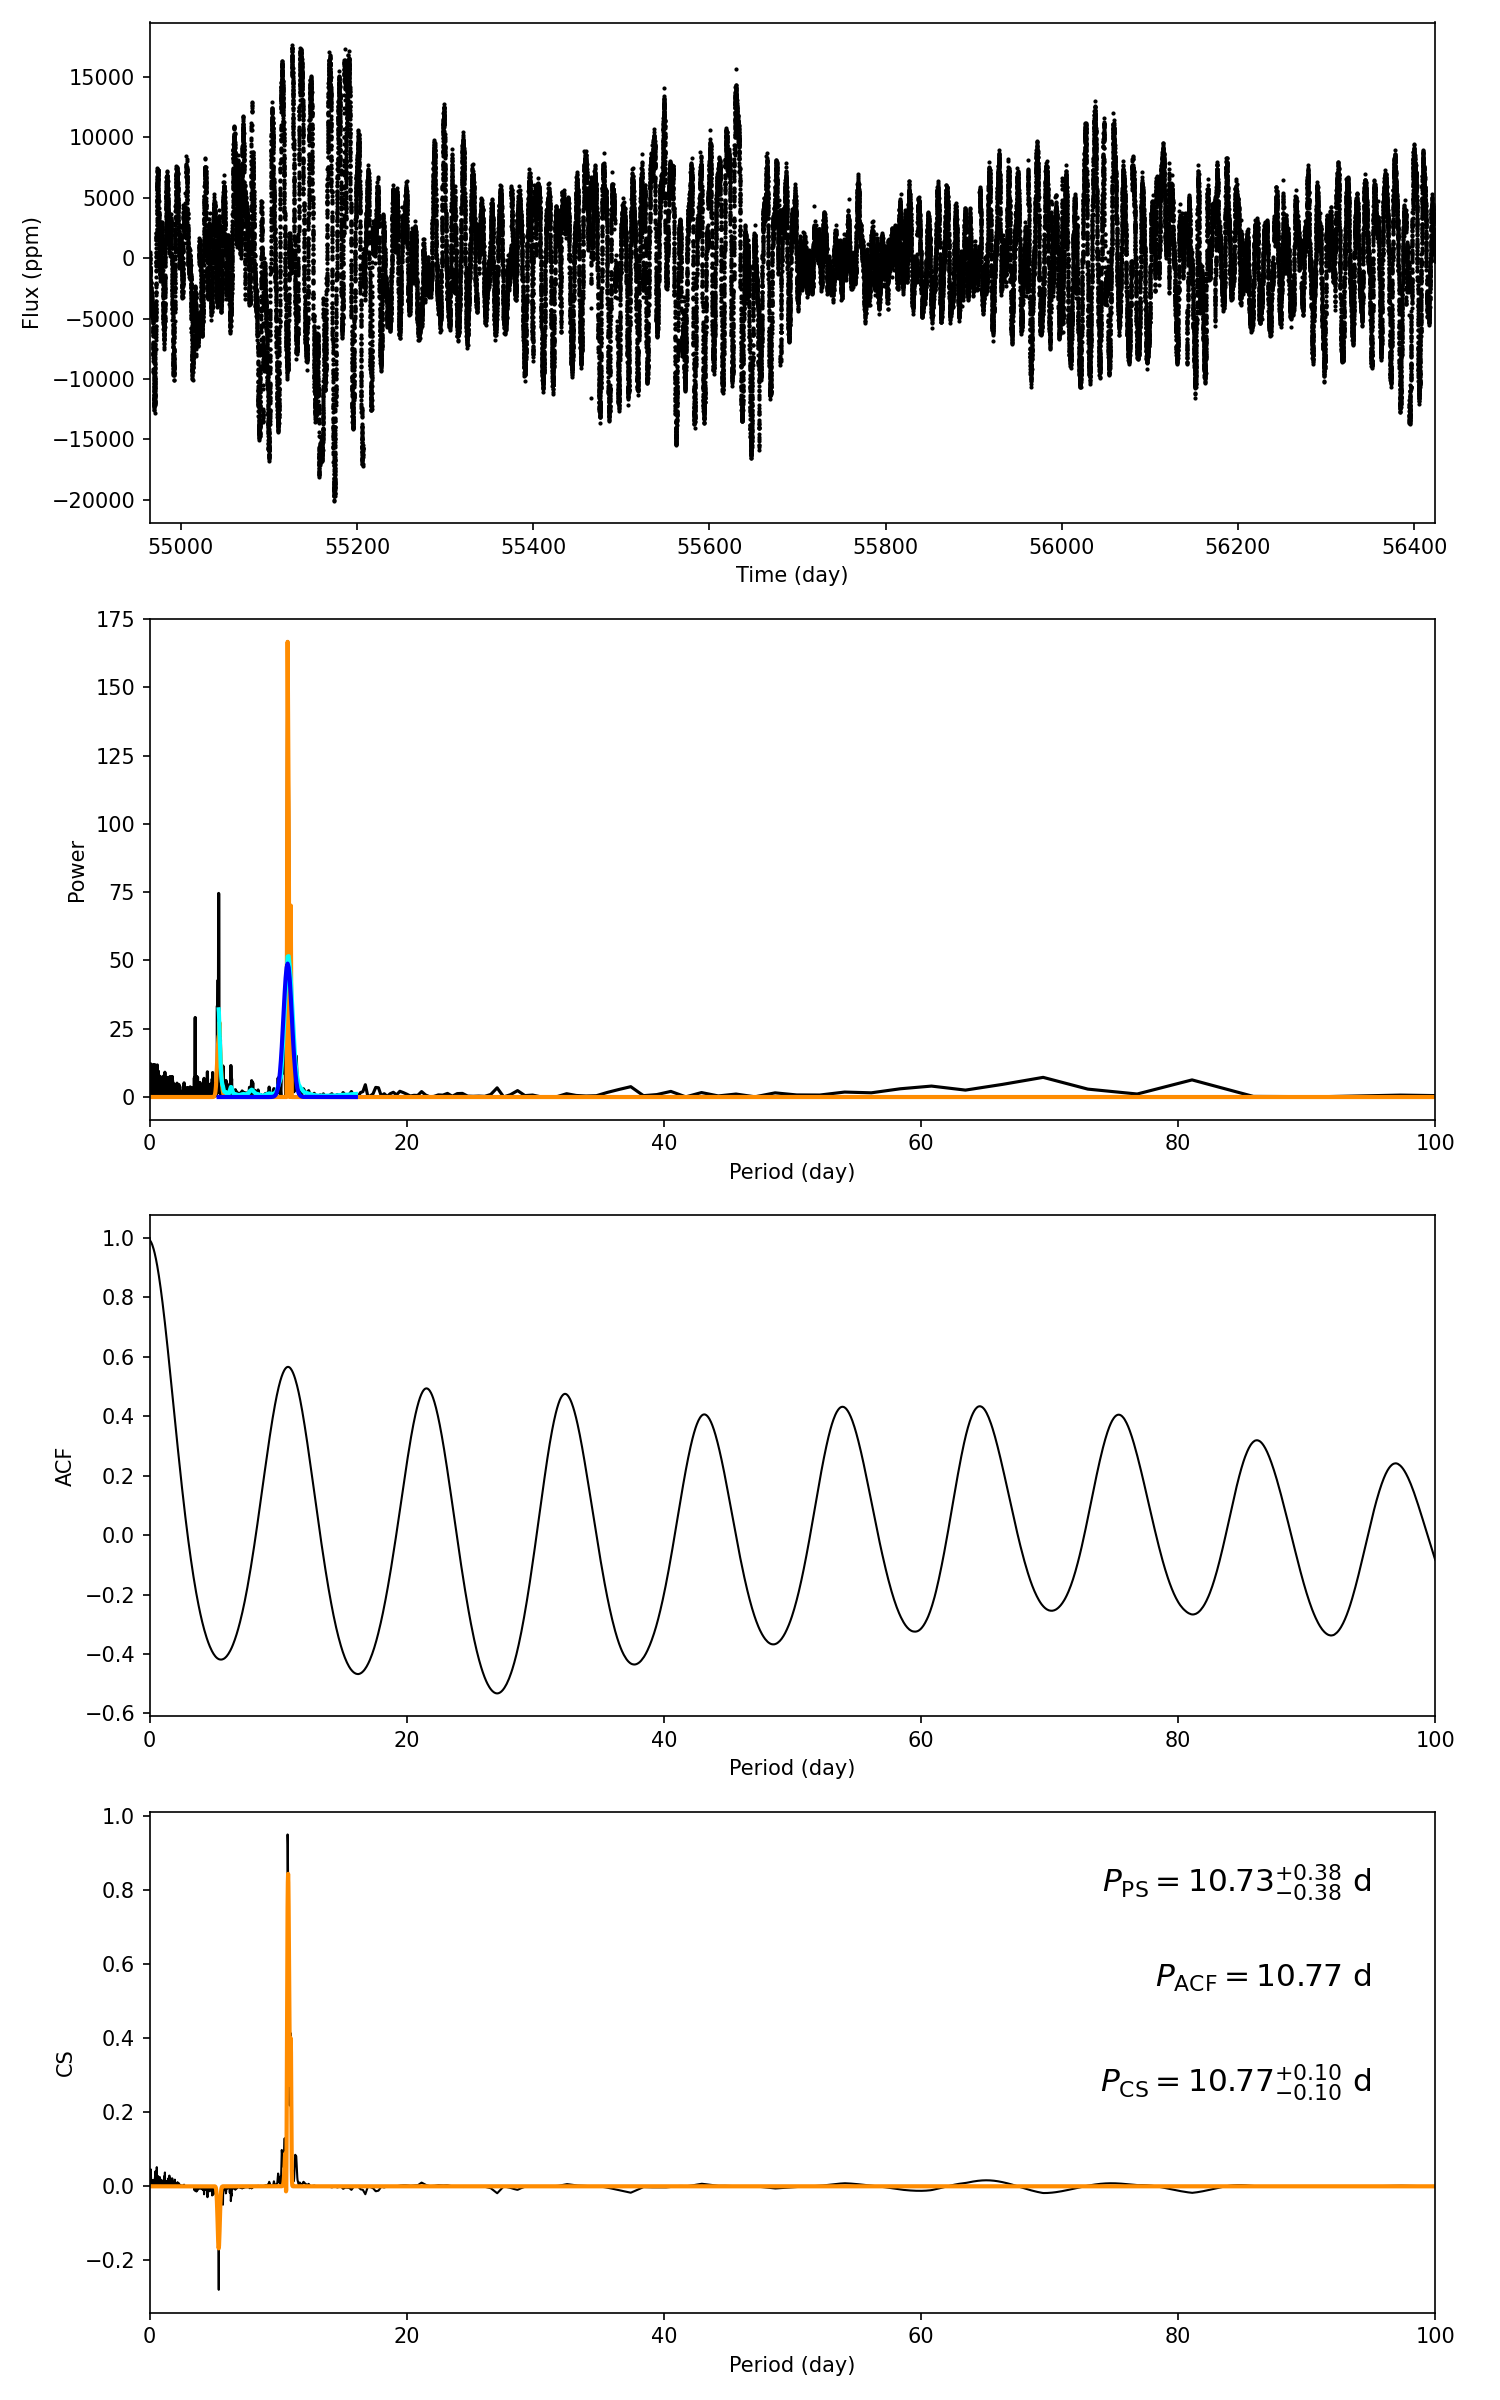 15000
10000
5000
0
−5000
−10000
−15000
−20000
Flux (ppm)
55000 55200 55400 55600 55800 56000 56200 56400
Time (day)
175
150
125
100
75
50
25
0
Power
0 20 40 60 80 100
Period (day)
1.0
0.8
0.6
0.4
0.2
0.0
−0.2
−0.4
−0.6
ACF
0 20 40 60 80 100
Period (day)
1.0
0.8
0.6
0.4
0.2
0.0
−0.2
CS
P_PS = 10.73^{+0.38}_{−0.38} d
P_ACF = 10.77 d
P_CS = 10.77^{+0.10}_{−0.10} d
0 20 40 60 80 100
Period (day)